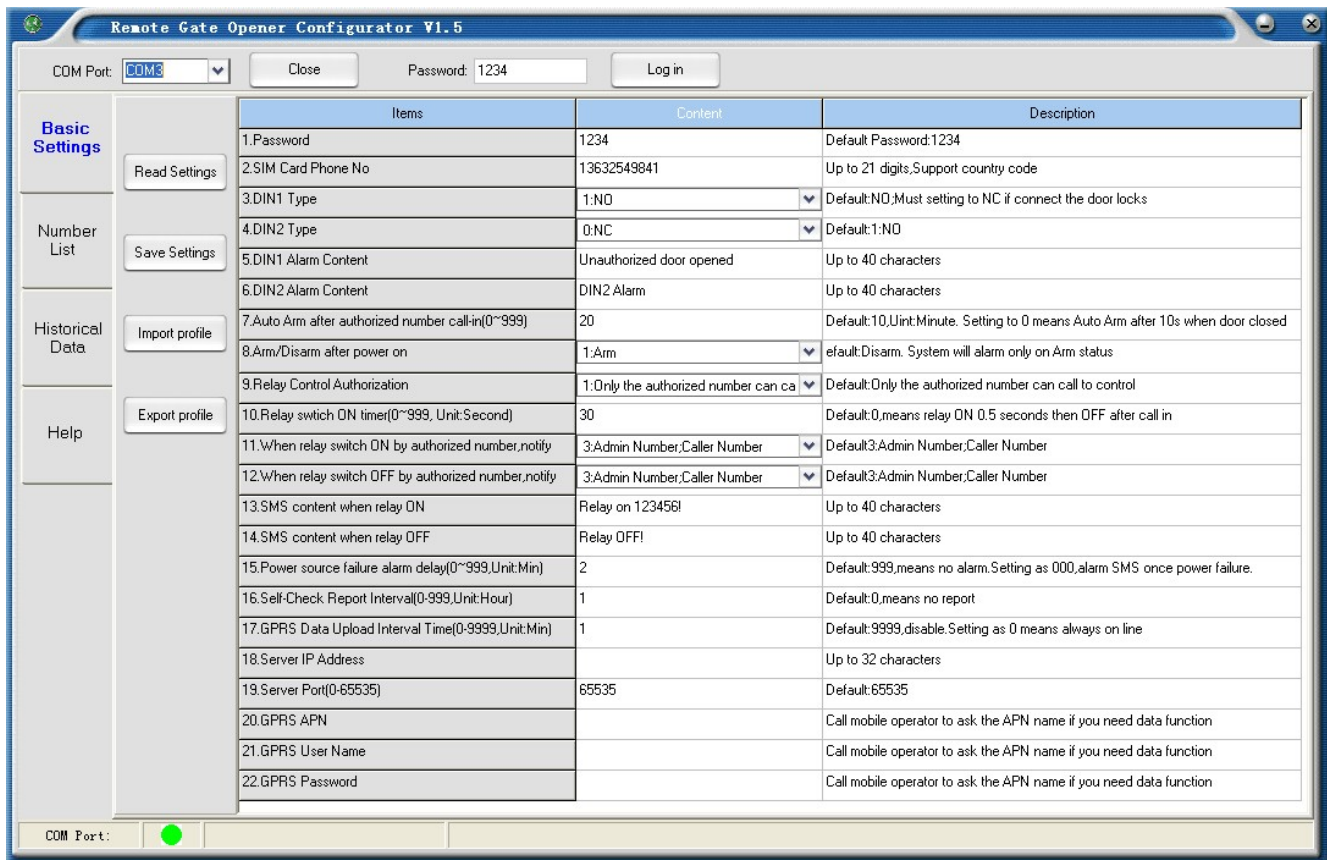 Remote Gate Opener Configurator V1.5
COM Port: COM3 Close Password: 1234 Log in
Basic Settings
Number List
Historical Data
Help
Read Settings
Save Settings
Import profile
Export profile
Items Content Description
1.Password 1234 Default Password:1234
2.SIM Card Phone No 13632549841 Up to 21 digits,Support country code
3.DIN1 Type 1:NO Default:NO;Must setting to NC if connect the door locks
4.DIN2 Type 0:NC Default:1:NO
5.DIN1 Alarm Content Unauthorized door opened Up to 40 characters
6.DIN2 Alarm Content DIN2 Alarm Up to 40 characters
7.Auto Arm after authorized number call-in(0~999) 20 Default:10,Uint:Minute. Setting to 0 means Auto Arm after 10s when door closed
8.Arm/Disarm after power on 1:Arm efault:Disarm. System will alarm only on Arm status
9.Relay Control Authorization 1:Only the authorized number can ca Default:Only the authorized number can call to control
10.Relay swtich ON timer(0~999, Unit:Second) 30 Default:0,means relay ON 0.5 seconds then OFF after call in
11.When relay switch ON by authorized number,notify 3:Admin Number;Caller Number Default3:Admin Number;Caller Number
12.When relay switch OFF by authorized number,notify 3:Admin Number;Caller Number Default3:Admin Number;Caller Number
13.SMS content when relay ON Relay on 123456! Up to 40 characters
14.SMS content when relay OFF Relay OFF! Up to 40 characters
15.Power source failure alarm delay(0~999,Unit:Min) 2 Default:999,means no alarm.Setting as 000,alarm SMS once power failure.
16.Self-Check Report Interval(0-999,Unit:Hour) 1 Default:0,means no report
17.GPRS Data Upload Interval Time(0-9999,Unit:Min) 1 Default:9999,disable.Setting as 0 means always on line
18.Server IP Address Up to 32 characters
19.Server Port(0-65535) 65535 Default:65535
20.GPRS APN Call mobile operator to ask the APN name if you need data function
21.GPRS User Name Call mobile operator to ask the APN name if you need data function
22.GPRS Password Call mobile operator to ask the APN name if you need data function
COM Port: